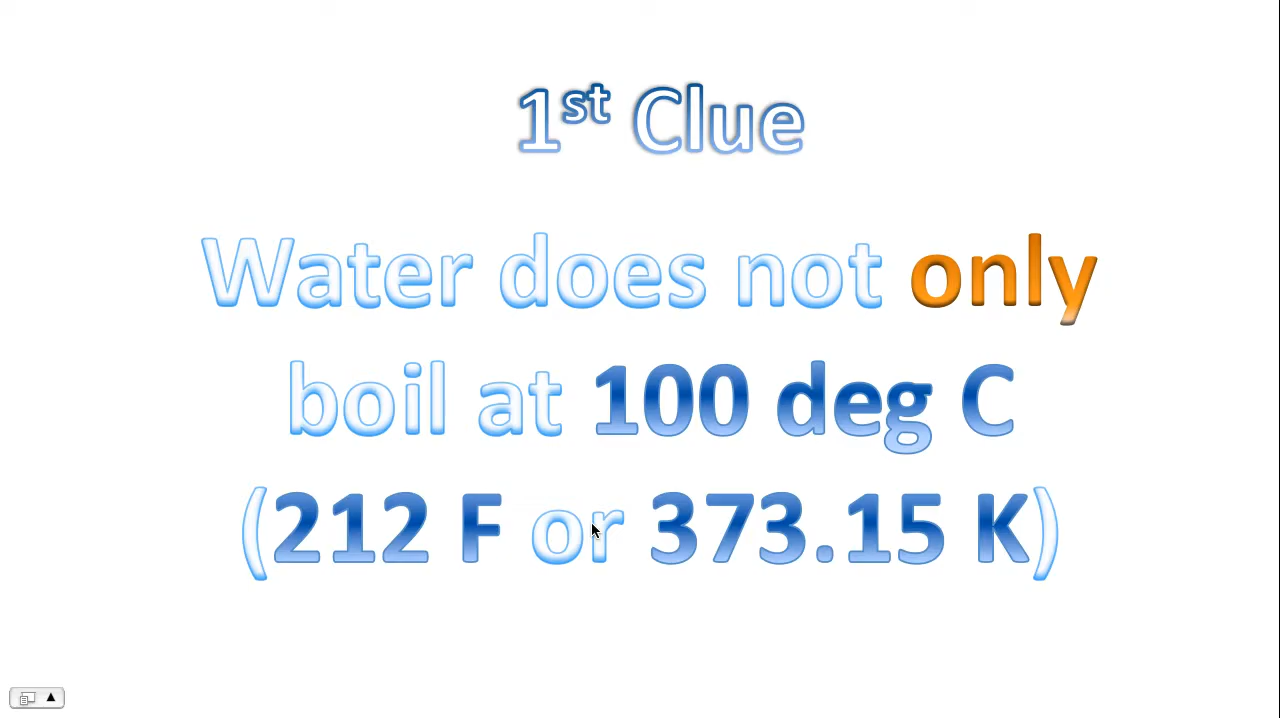 1st Clue
Water does not only
boil at 100 deg C
(212 F or 373.15 K)